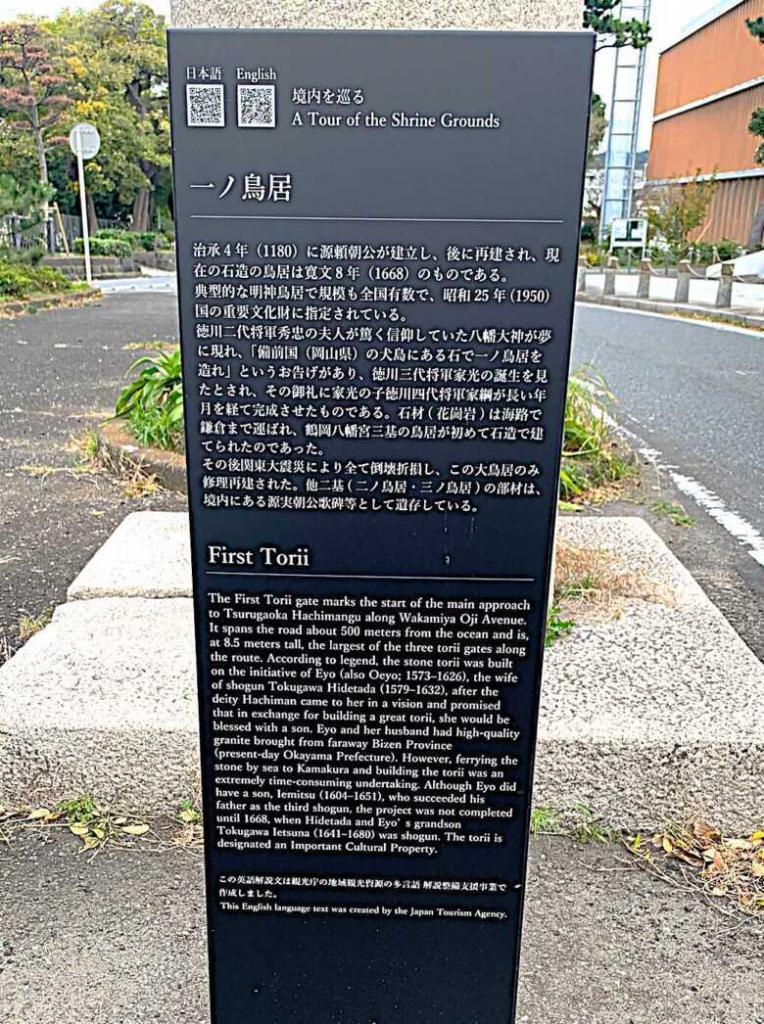 日本語 English
境内を巡る
A Tour of the Shrine Grounds
一ノ鳥居
治承4年(1180)に源頼朝公が建立し、後に再建され、現
在の石造の鳥居は寛文8年(1668)のものである。
典型的な明神鳥居で規模も全国有数で、昭和25年(1950)
国の重要文化財に指定されている。
徳川二代将軍秀忠の夫人が篤く信仰していた八幡大神が夢
に現れ、「備前国(岡山県)の犬島にある石で一ノ鳥居を
造れ」というお告げがあり、徳川三代将軍家光の誕生を見
たとされ、その御礼に家光の子徳川四代将軍家綱が長い年
月を経て完成させたものである。石材(花崗岩)は海路で
鎌倉まで運ばれ、鶴岡八幡宮三基の鳥居が初めて石造で建
てられたのであった。
その後関東大震災により全て倒壊折損し、この大鳥居のみ
修理再建された。他二基(二ノ鳥居・三ノ鳥居)の部材は、
境内にある源実朝公歌碑等として遺存している。
First Torii
The First Torii gate marks the start of the main approach
to Tsurugaoka Hachimangu along Wakamiya Oji Avenue.
It spans the road about 500 meters from the ocean and is,
at 8.5 meters tall, the largest of the three torii gates along
the route. According to legend, the stone torii was built
on the initiative of Eyo (also Oeyo; 1573–1626), the wife
of shogun Tokugawa Hidetada (1579–1632), after the
deity Hachiman came to her in a vision and promised
that in exchange for building a great torii, she would be
blessed with a son. Eyo and her husband had high-quality
granite brought from faraway Bizen Province
(present-day Okayama Prefecture). However, ferrying the
stone by sea to Kamakura and building the torii was an
extremely time-consuming undertaking. Although Eyo did
have a son, Iemitsu (1604–1651), who succeeded his
father as the third shogun, the project was not completed
until 1668, when Hidetada and Eyo's grandson
Tokugawa Ietsuna (1641–1680) was shogun. The torii is
designated an Important Cultural Property.
この英語解説文は観光庁の地域観光資源の多言語 解説整備支援事業で
作成しました。
This English language text was created by the Japan Tourism Agency.